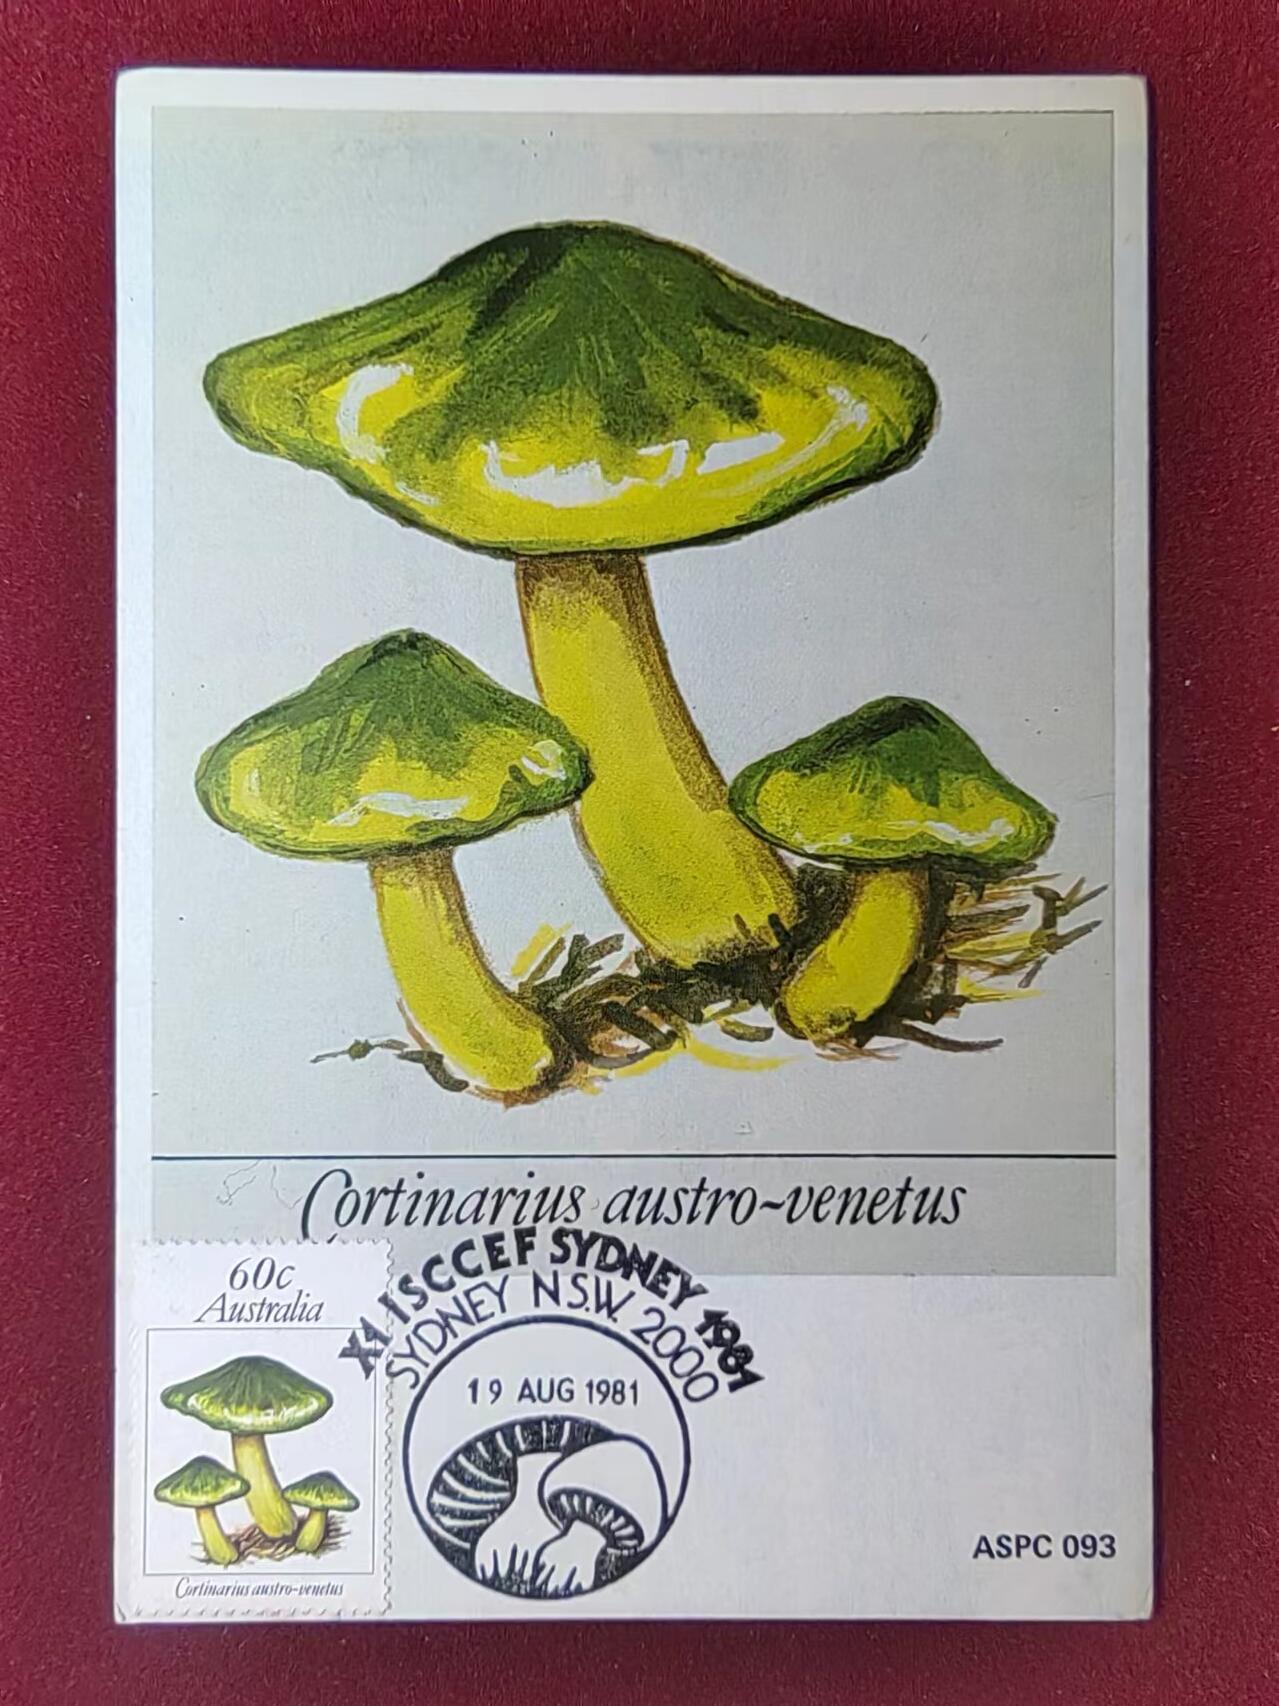 Cortinarius austro-venetus
60c
Australia
Cortinarius austro-venetus
XI ISCCEF SYDNEY 1981
SYDNEY N.S.W. 2000
19 AUG 1981
ASPC 093